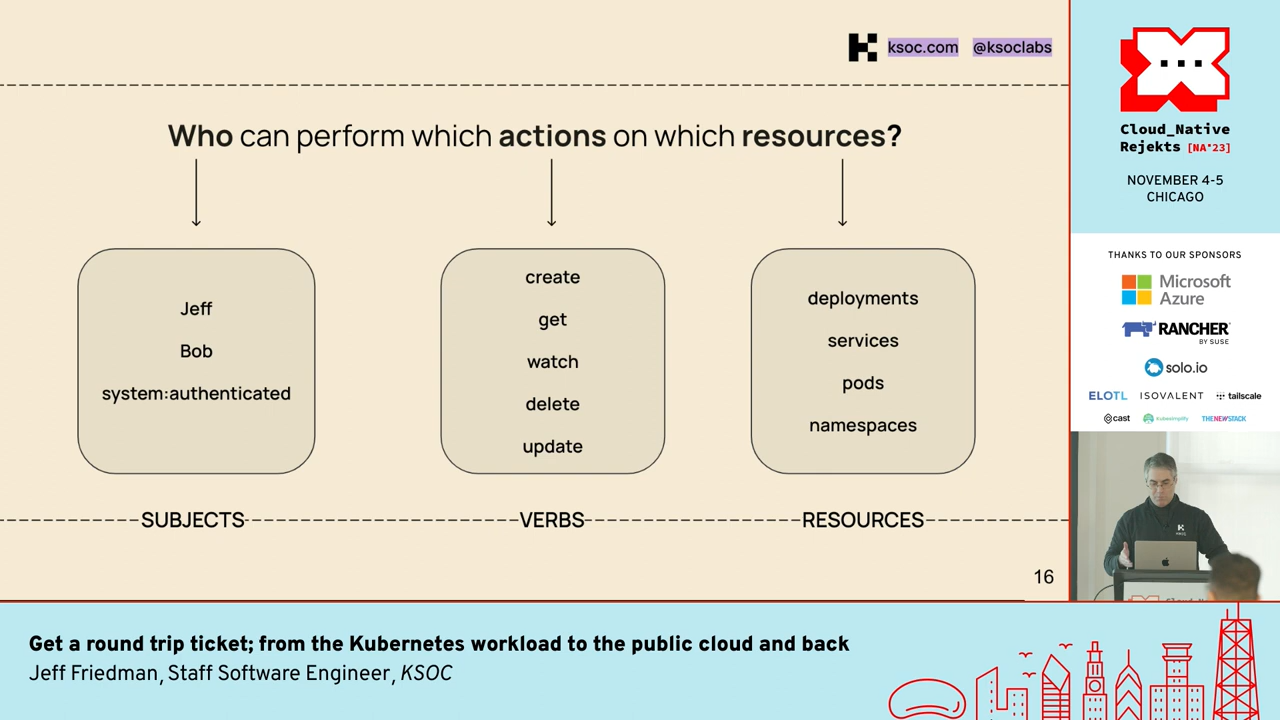 ksoc.com @ksoclabs
Who can perform which actions on which resources?
Jeff
Bob
system:authenticated
SUBJECTS
create
get
watch
delete
update
VERBS
deployments
services
pods
namespaces
RESOURCES
16
Cloud_Native
Rejekts [NA'23]
NOVEMBER 4-5
CHICAGO
THANKS TO OUR SPONSORS
Microsoft
Azure
RANCHER
BY SUSE
solo.io
ELOTL ISOVALENT tailscale
cast kubesimplify THENEWSTACK
KSOC
Get a round trip ticket; from the Kubernetes workload to the public cloud and back
Jeff Friedman, Staff Software Engineer, KSOC